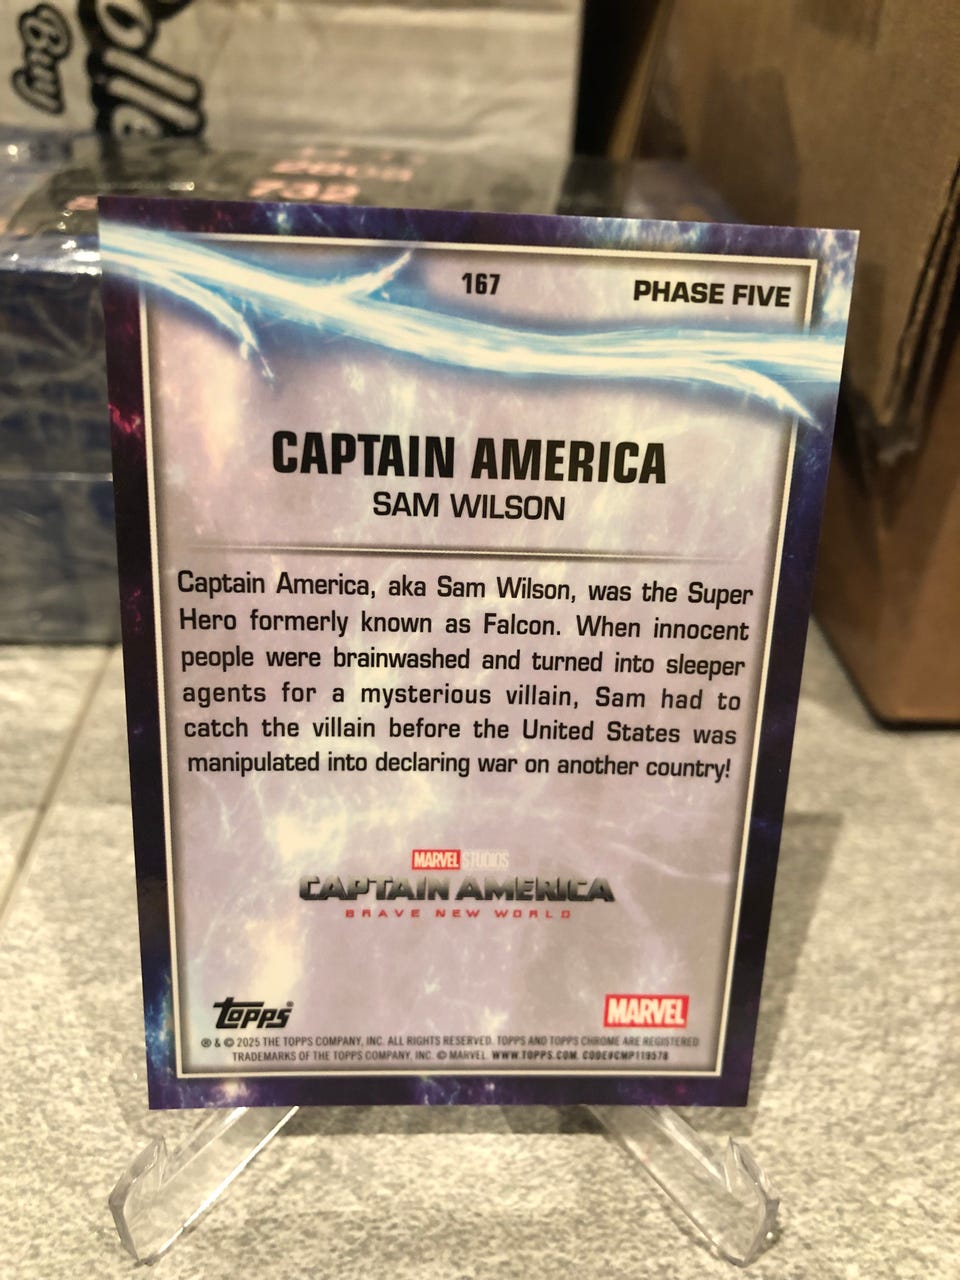 Buy
167
PHASE FIVE
CAPTAIN AMERICA
SAM WILSON
Captain America, aka Sam Wilson, was the Super
Hero formerly known as Falcon. When innocent
people were brainwashed and turned into sleeper
agents for a mysterious villain, Sam had to
catch the villain before the United States was
manipulated into declaring war on another country!
MARVEL STUDIOS
CAPTAIN AMERICA
BRAVE NEW WORLD
Topps®
MARVEL
® & © 2025 THE TOPPS COMPANY, INC. ALL RIGHTS RESERVED. TOPPS AND TOPPS CHROME ARE REGISTERED
TRADEMARKS OF THE TOPPS COMPANY, INC. © MARVEL. WWW.TOPPS.COM. CODE#CMP119578